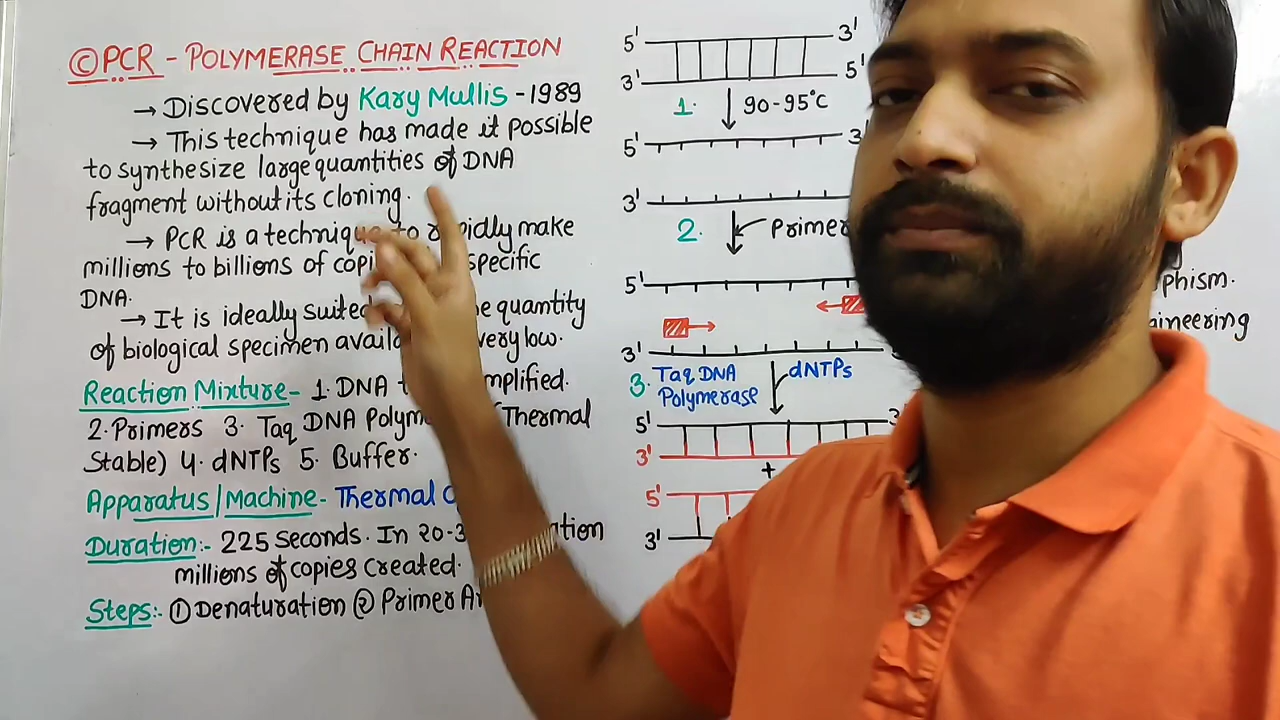 Ⓒ PCR - POLYMERASE CHAIN REACTION
→ Discovered by Kary Mullis - 1989
→ This technique has made it possible
to synthesize large quantities of DNA
fragment without its cloning.
→ PCR is a technique to rapidly make
millions to billions of specific
DNA.
→ It is ideally suited quantity
of biological specimen very low.
Reaction Mixture - 1. DNA
2. Primers 3. Taq DNA (Thermal
Stable) 4. dNTPs 5. Buffer.
Apparatus/Machine - Thermal
Duration:- 225 Seconds. In
millions of copies created.
Steps:- ① Denaturation ② Primer
5' 3'
3' 5'
1. 90-95°C
5' 3'
3'
2. Primer
5'
3'
3. Taq DNA dNTPs
Polymerase
5' 3'
3'
+
5'
3'